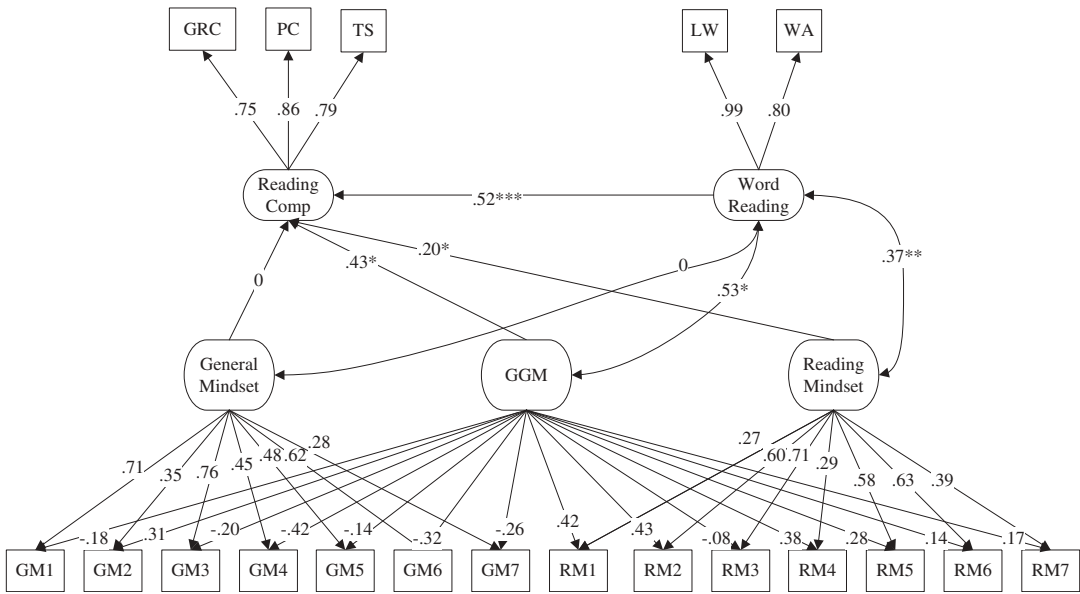 GRC PC TS LW WA
.75 .86 .79 .99 .80
Reading
Comp
Word
Reading
.52***
.43* .20* 0 .37**
0 .53*
General
Mindset
GGM
Reading
Mindset
.71 .35 .76 .45 .48 .62 .28 .27 .60 .71 .29 .58 .63 .39
-.18 .31 -.20 -.42 -.14 -.32 -.26 .42 .43 -.08 .38 .28 .14 .17
GM1 GM2 GM3 GM4 GM5 GM6 GM7 RM1 RM2 RM3 RM4 RM5 RM6 RM7